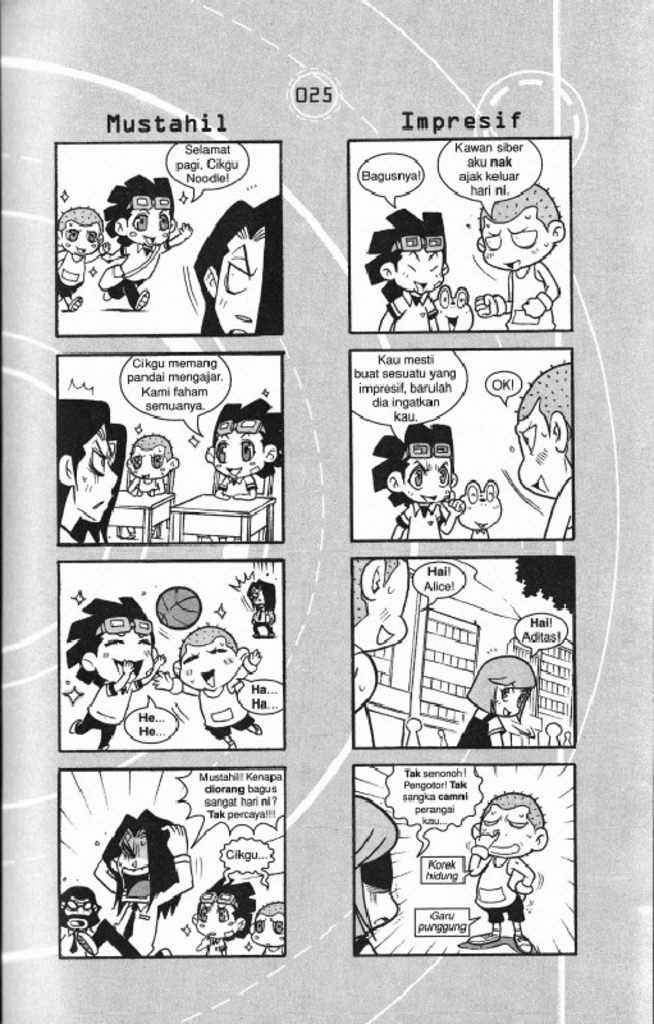 025
Mustahil
Selamat
pagi, Cikgu
Noodle!
Cikgu memang
pandai mengajar.
Kami faham
semuanya.
He...
He...
Ha...
Ha...
Mustahil! Kenapa
diorang bagus
sangat hari ni?
Tak percaya!!!!
Cikgu...
Impresif
Bagusnya!
Kawan siber
aku nak
ajak keluar
hari ni.
Kau mesti
buat sesuatu yang
impresif, barulah
dia ingatkan
kau.
OK!
Hai!
Alice!
Hai!
Aditas!
Tak senonoh!
Pengotor! Tak
sangka camni
perangai
kau...
Korek
hidung
Garu
punggung